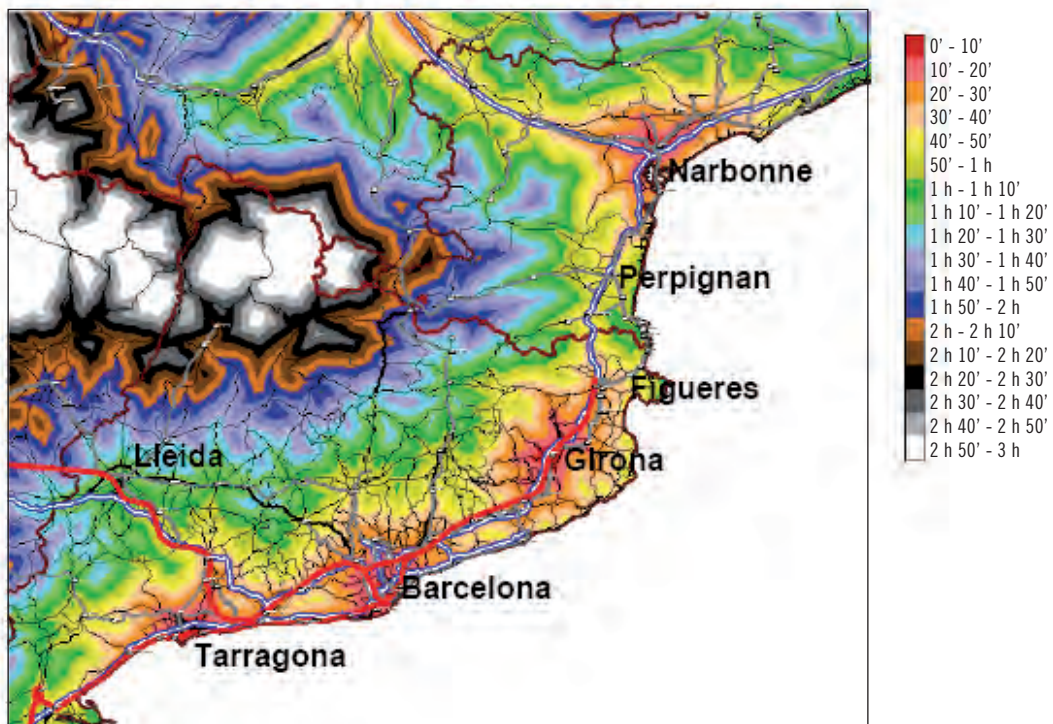 Narbonne
Perpignan
Figueres
Girona
Lleida
Barcelona
Tarragona
0' - 10'
10' - 20'
20' - 30'
30' - 40'
40' - 50'
50' - 1 h
1 h - 1 h 10'
1 h 10' - 1 h 20'
1 h 20' - 1 h 30'
1 h 30' - 1 h 40'
1 h 40' - 1 h 50'
1 h 50' - 2 h
2 h - 2 h 10'
2 h 10' - 2 h 20'
2 h 20' - 2 h 30'
2 h 30' - 2 h 40'
2 h 40' - 2 h 50'
2 h 50' - 3 h